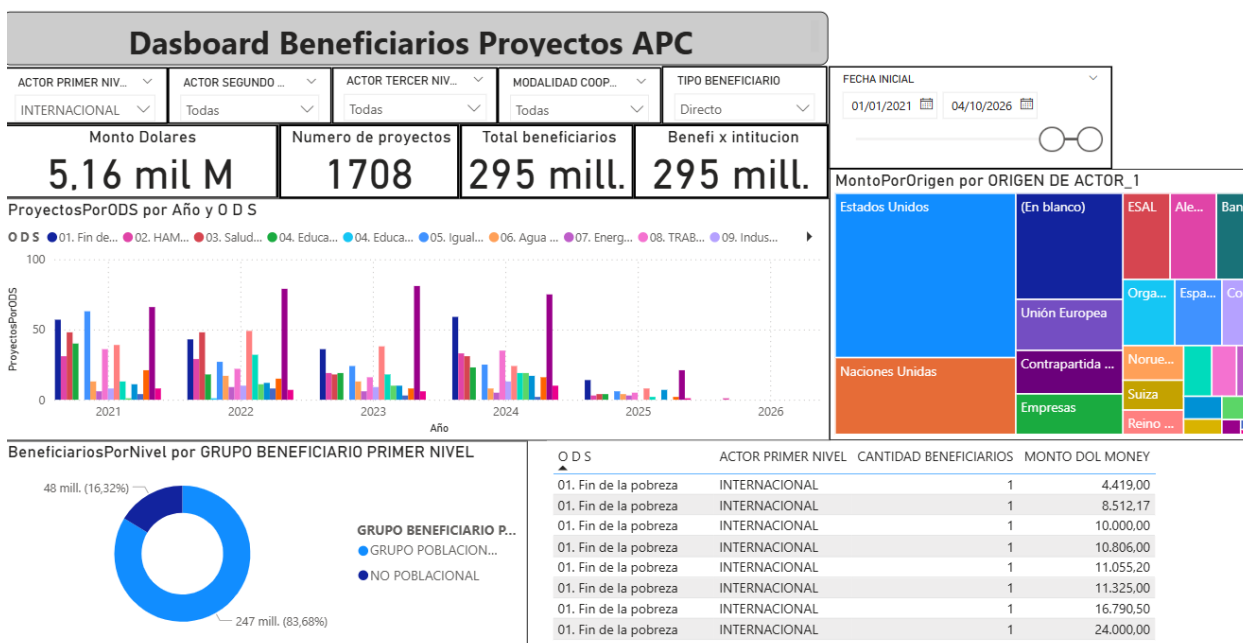 Dasboard Beneficiarios Proyectos APC
ACTOR PRIMER NIV...
INTERNACIONAL
ACTOR SEGUNDO ...
Todas
ACTOR TERCER NIV...
Todas
MODALIDAD COOP...
Todas
TIPO BENEFICIARIO
Directo
FECHA INICIAL
01/01/2021
04/10/2026
Monto Dolares
5,16 mil M
Numero de proyectos
1708
Total beneficiarios
295 mill.
Benefi x intitucion
295 mill.
ProyectosPorODS por Año y O D S
O D S 01. Fin de... 02. HAM... 03. Salud... 04. Educa... 04. Educa... 05. Igual... 06. Agua ... 07. Energ... 08. TRAB... 09. Indus...
ProyectosPorODS
100
50
0
2021 2022 2023 2024 2025 2026
Año
MontoPorOrigen por ORIGEN DE ACTOR_1
Estados Unidos
Naciones Unidas
(En blanco)
Unión Europea
Contrapartida ...
Empresas
ESAL
Ale...
Ban
Orga...
Espa...
Co
Norue...
Suiza
Reino ...
BeneficiariosPorNivel por GRUPO BENEFICIARIO PRIMER NIVEL
48 mill. (16,32%)
247 mill. (83,68%)
GRUPO BENEFICIARIO P...
GRUPO POBLACION...
NO POBLACIONAL
O D S ACTOR PRIMER NIVEL CANTIDAD BENEFICIARIOS MONTO DOL MONEY
01. Fin de la pobreza INTERNACIONAL 1 4.419,00
01. Fin de la pobreza INTERNACIONAL 1 8.512,17
01. Fin de la pobreza INTERNACIONAL 1 10.000,00
01. Fin de la pobreza INTERNACIONAL 1 10.806,00
01. Fin de la pobreza INTERNACIONAL 1 11.055,20
01. Fin de la pobreza INTERNACIONAL 1 11.325,00
01. Fin de la pobreza INTERNACIONAL 1 16.790,50
01. Fin de la pobreza INTERNACIONAL 1 24.000,00